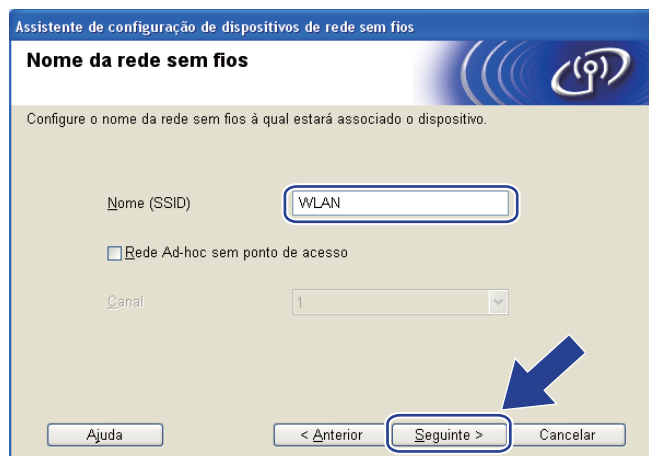 Assistente de configuração de dispositivos de rede sem fios
Nome da rede sem fios
Configure o nome da rede sem fios à qual estará associado o dispositivo.
Nome (SSID) WLAN
Rede Ad-hoc sem ponto de acesso
Canal 1
Ajuda < Anterior Seguinte > Cancelar